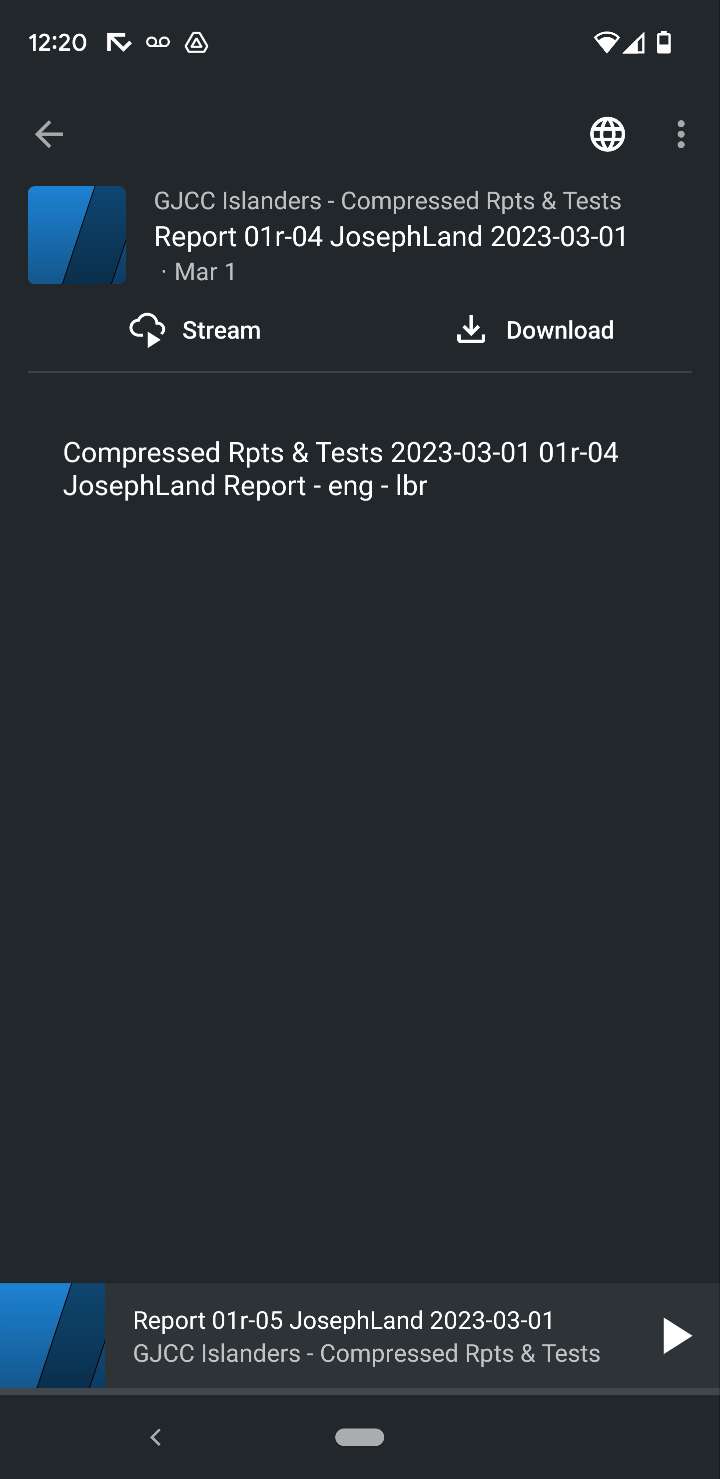 12:20
GJCC Islanders - Compressed Rpts & Tests
Report 01r-04 JosephLand 2023-03-01
· Mar 1
Stream
Download
Compressed Rpts & Tests 2023-03-01 01r-04
JosephLand Report - eng - lbr
Report 01r-05 JosephLand 2023-03-01
GJCC Islanders - Compressed Rpts & Tests